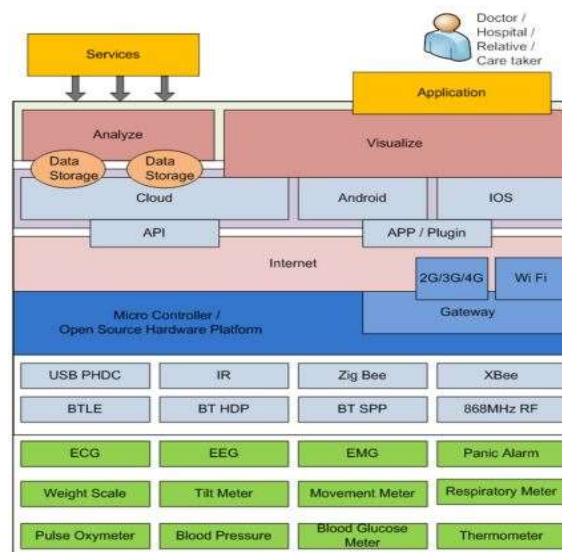 Doctor /
Hospital /
Relative /
Care taker
Services
Application
Analyze
Visualize
Data
Storage
Data
Storage
Cloud
Android
IOS
API
APP / Plugin
Internet
2G/3G/4G
Wi Fi
Micro Controller /
Open Source Hardware Platform
Gateway
USB PHDC
IR
Zig Bee
XBee
BTLE
BT HDP
BT SPP
868MHz RF
ECG
EEG
EMG
Panic Alarm
Weight Scale
Tilt Meter
Movement Meter
Respiratory Meter
Pulse Oxymeter
Blood Pressure
Blood Glucose
Meter
Thermometer